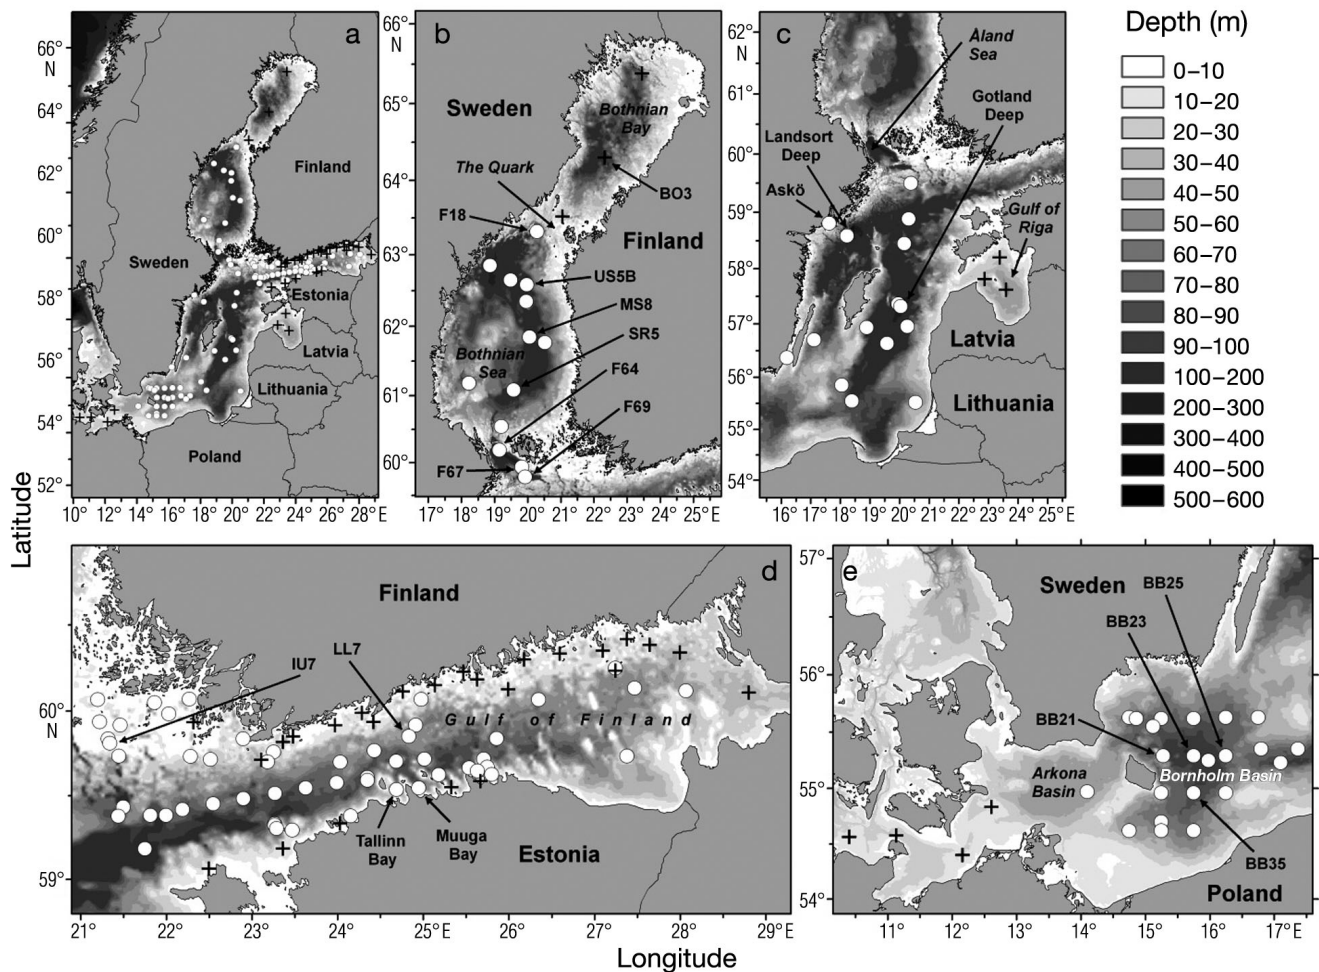 a
66°
N
64°
62°
60°
58°
56°
54°
52°
Finland
Sweden
Estonia
Latvia
Lithuania
Poland
10°
12°
14°
16°
18°
20°
22°
24°
26°
28°E
b
66°
N
65°
64°
63°
62°
61°
60°
Sweden
Bothnian
Bay
The Quark
BO3
F18
Finland
US5B
MS8
SR5
Bothnian
Sea
F64
F69
F67
17°
18°
19°
20°
21°
22°
23°
24°
25°E
c
62°
N
61°
60°
59°
58°
57°
56°
55°
54°
Åland
Sea
Gotland
Deep
Landsort
Deep
Askö
Gulf of
Riga
Latvia
Lithuania
16°
17°
18°
19°
20°
21°
22°
23°
24°
25°E
Depth (m)
0–10
10–20
20–30
30–40
40–50
50–60
60–70
70–80
80–90
90–100
100–200
200–300
300–400
400–500
500–600
Latitude
d
60°
N
59°
Finland
IU7
LL7
Gulf of Finland
Tallinn
Bay
Muuga
Bay
Estonia
21°
22°
23°
24°
25°
26°
27°
28°
29°E
e
57°
N
56°
55°
54°
Sweden
BB25
BB23
BB21
Arkona
Basin
Bornholm Basin
BB35
Poland
11°
12°
13°
14°
15°
16°
17°E
Longitude